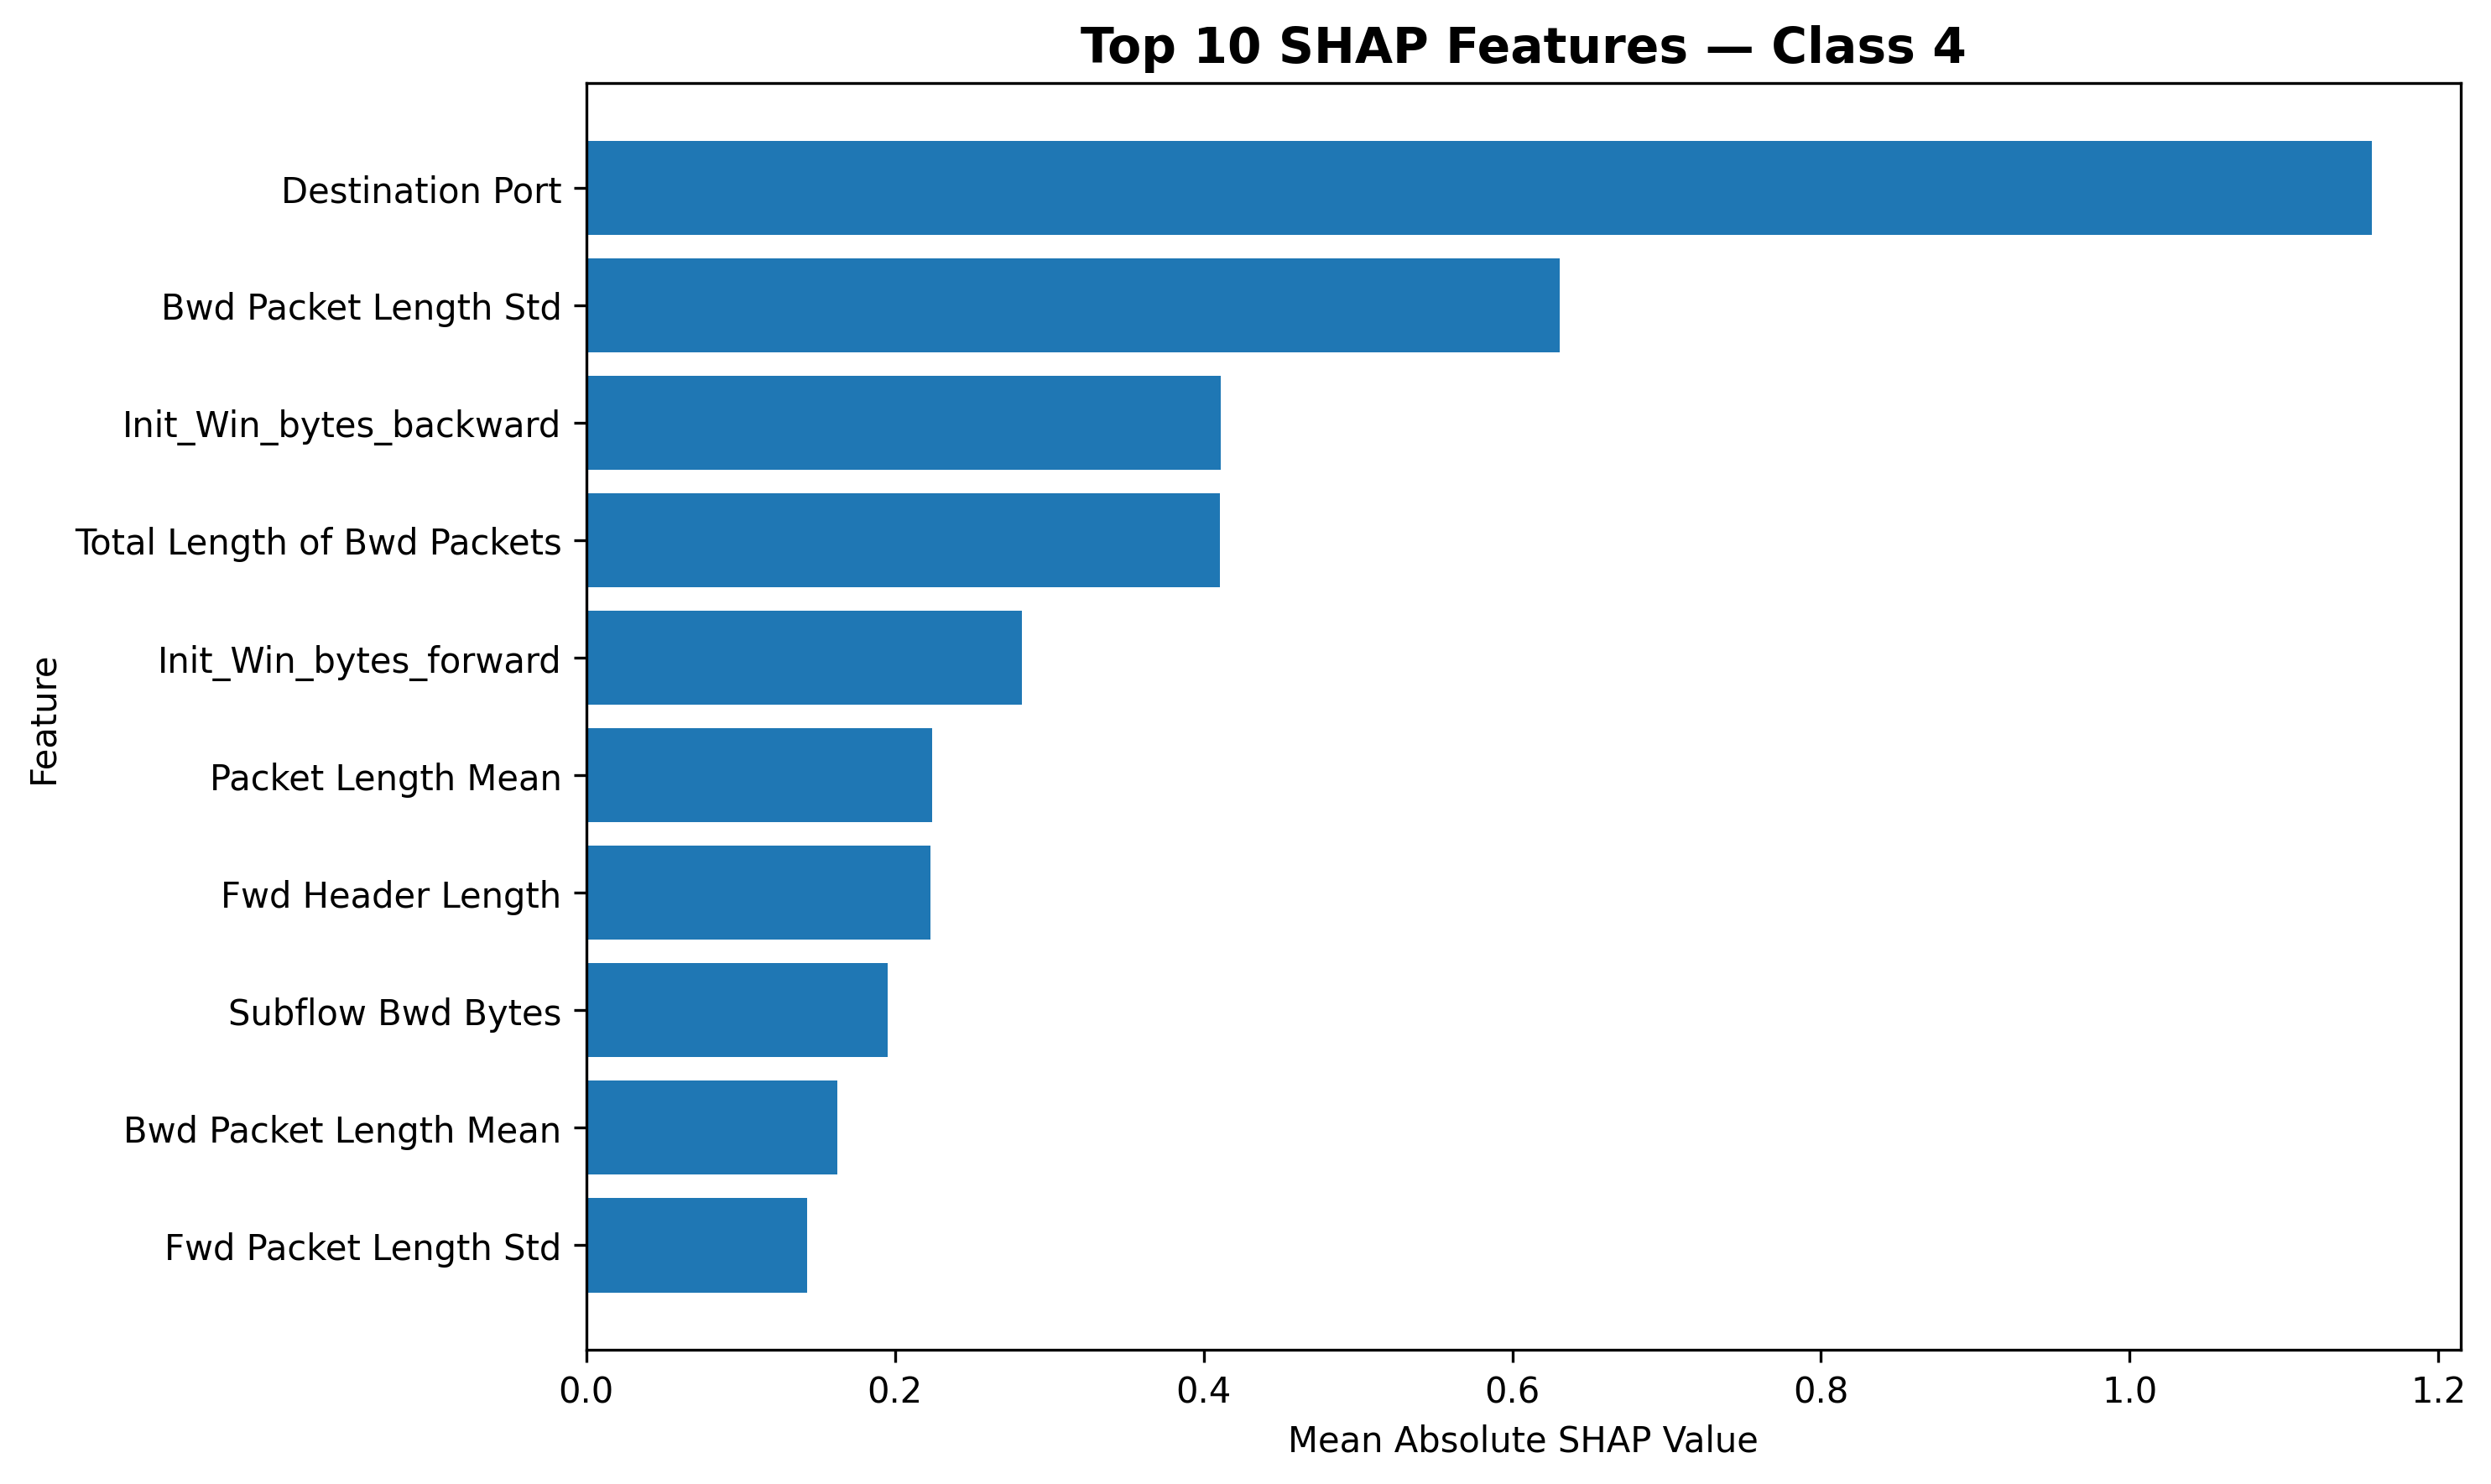 Top 10 SHAP Features — Class 4
Destination Port
Bwd Packet Length Std
Init_Win_bytes_backward
Total Length of Bwd Packets
Init_Win_bytes_forward
Packet Length Mean
Fwd Header Length
Subflow Bwd Bytes
Bwd Packet Length Mean
Fwd Packet Length Std
Feature
0.0 0.2 0.4 0.6 0.8 1.0 1.2
Mean Absolute SHAP Value